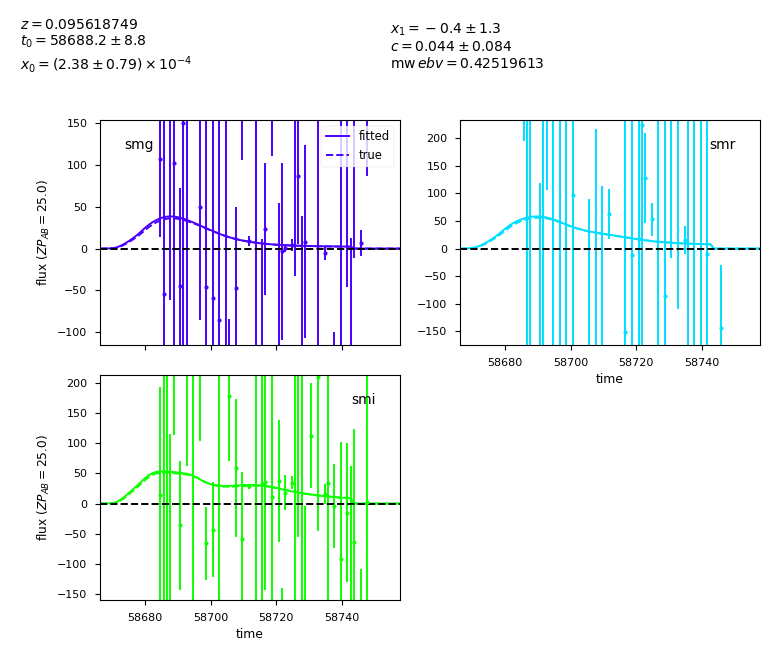 z = 0.095618749
t₀ = 58688.2 ± 8.8
x₀ = (2.38 ± 0.79) × 10⁻⁴
x₁ = −0.4 ± 1.3
c = 0.044 ± 0.084
mw ebv = 0.42519613
smg
fitted
true
150
100
50
0
−50
−100
flux (ZP_AB = 25.0)
smr
200
150
100
50
0
−50
−100
−150
58680 58700 58720 58740
time
smi
200
150
100
50
0
−50
−100
−150
flux (ZP_AB = 25.0)
58680 58700 58720 58740
time